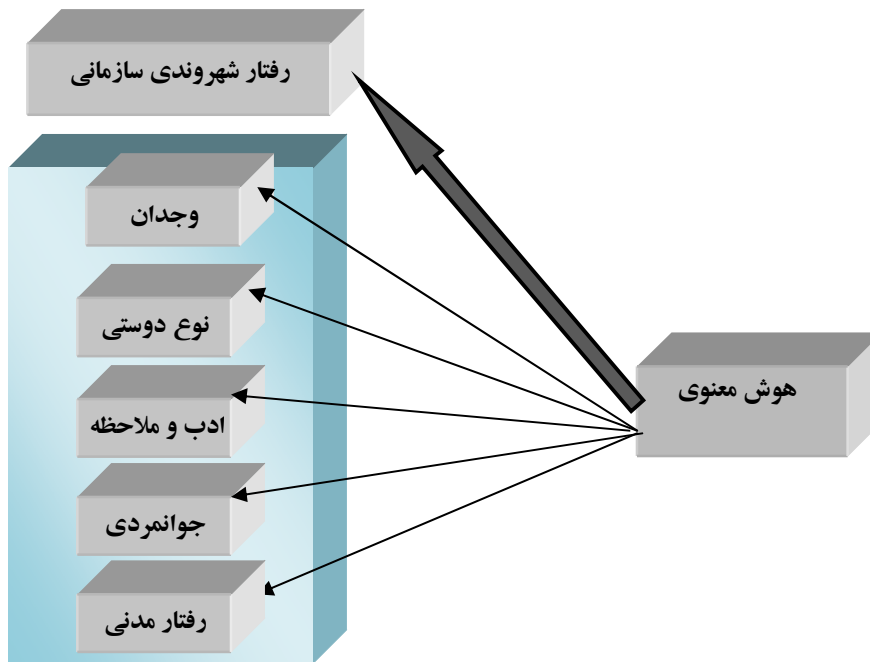 رفتار شهروندی سازمانی
وجدان
نوع دوستی
هوش معنوی
ادب و ملاحظه
جوانمردی
رفتار مدنی